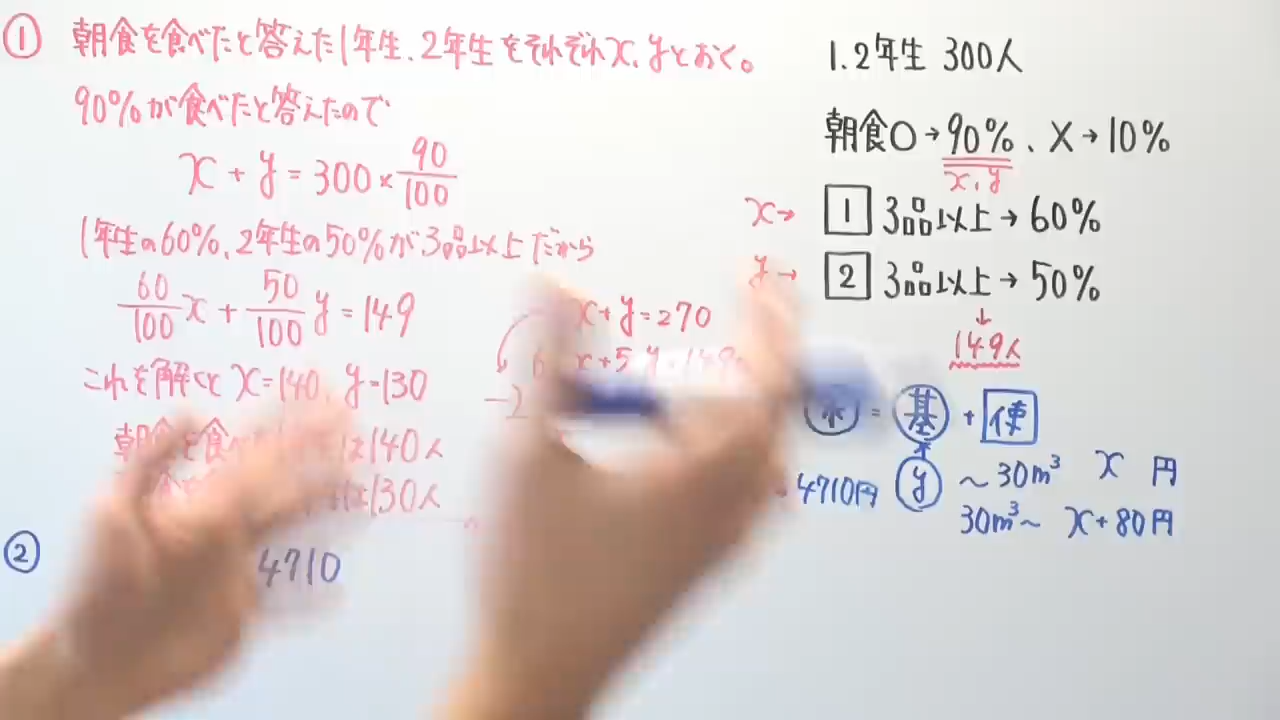 ① 朝食を食べたと答えた1年生、2年生をそれぞれx, yとおく。
90%が食べたと答えたので
x + y = 300 × 90/100
1年生の60%、2年生の50%が3品以上だから
60/100 x + 50/100 y = 149
これを解くと x=140, y=130
朝食を食べ は140人
は130人
x+y=270
②
4710
1.2年生 300人
朝食○→90%、×→10%
x, y
x→ 1 3品以上→60%
y→ 2 3品以上→50%
↓
149人
= 基 + 使
4710円 y ~30m³ x 円
30m³~ x+80円